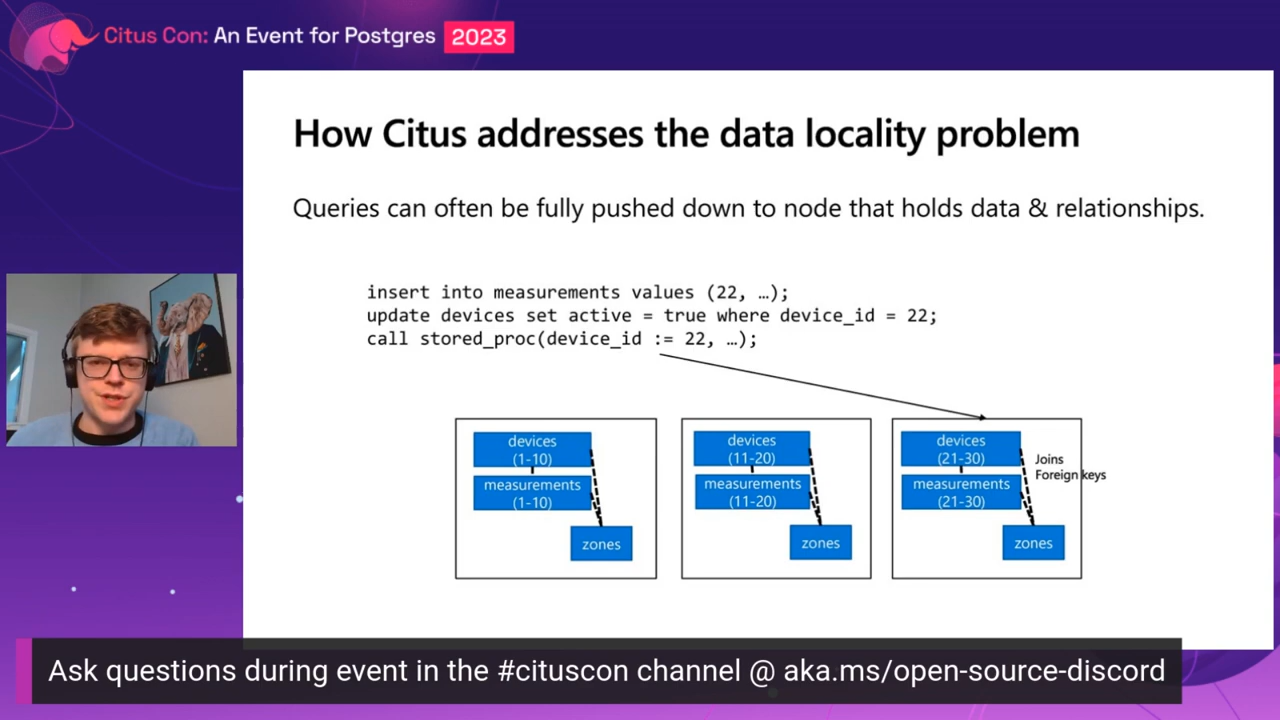 Citus Con: An Event for Postgres 2023
How Citus addresses the data locality problem
Queries can often be fully pushed down to node that holds data & relationships.
insert into measurements values (22, …);
update devices set active = true where device_id = 22;
call stored_proc(device_id := 22, …);
devices
(1-10)
measurements
(1-10)
zones
devices
(11-20)
measurements
(11-20)
zones
devices
(21-30)
measurements
(21-30)
zones
Joins
Foreign keys
Ask questions during event in the #cituscon channel @ aka.ms/open-source-discord